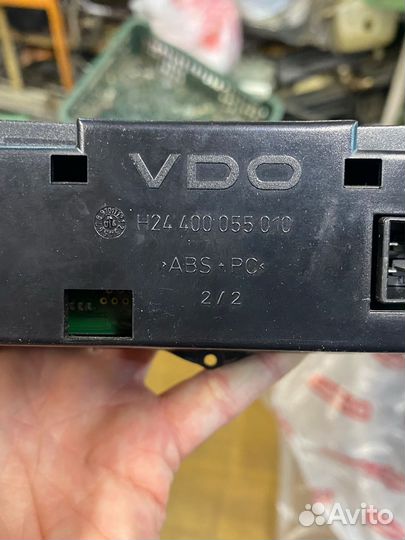 VDO
H24 400 055 010
>ABS+PC<
2/2
Avito